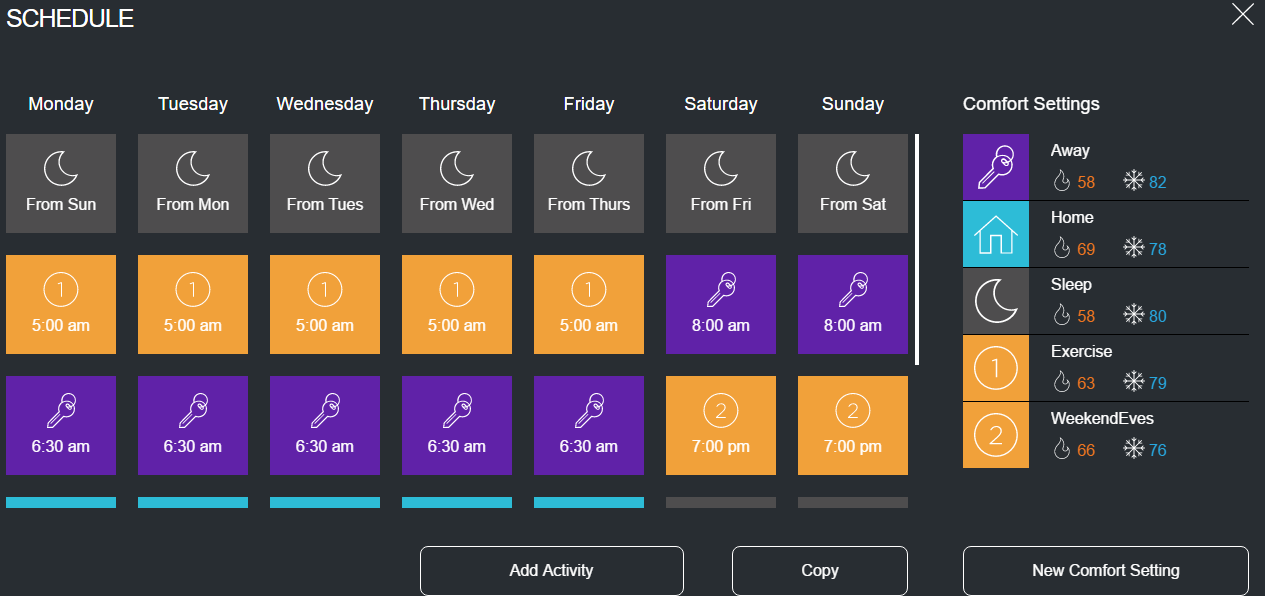 SCHEDULE
Monday Tuesday Wednesday Thursday Friday Saturday Sunday Comfort Settings
From Sun From Mon From Tues From Wed From Thurs From Fri From Sat
1 1 1 1 1
5:00 am 5:00 am 5:00 am 5:00 am 5:00 am 8:00 am 8:00 am
2 2
6:30 am 6:30 am 6:30 am 6:30 am 6:30 am 7:00 pm 7:00 pm
Away
58 82
Home
69 78
Sleep
58 80
1 Exercise
63 79
2 WeekendEves
66 76
Add Activity Copy New Comfort Setting